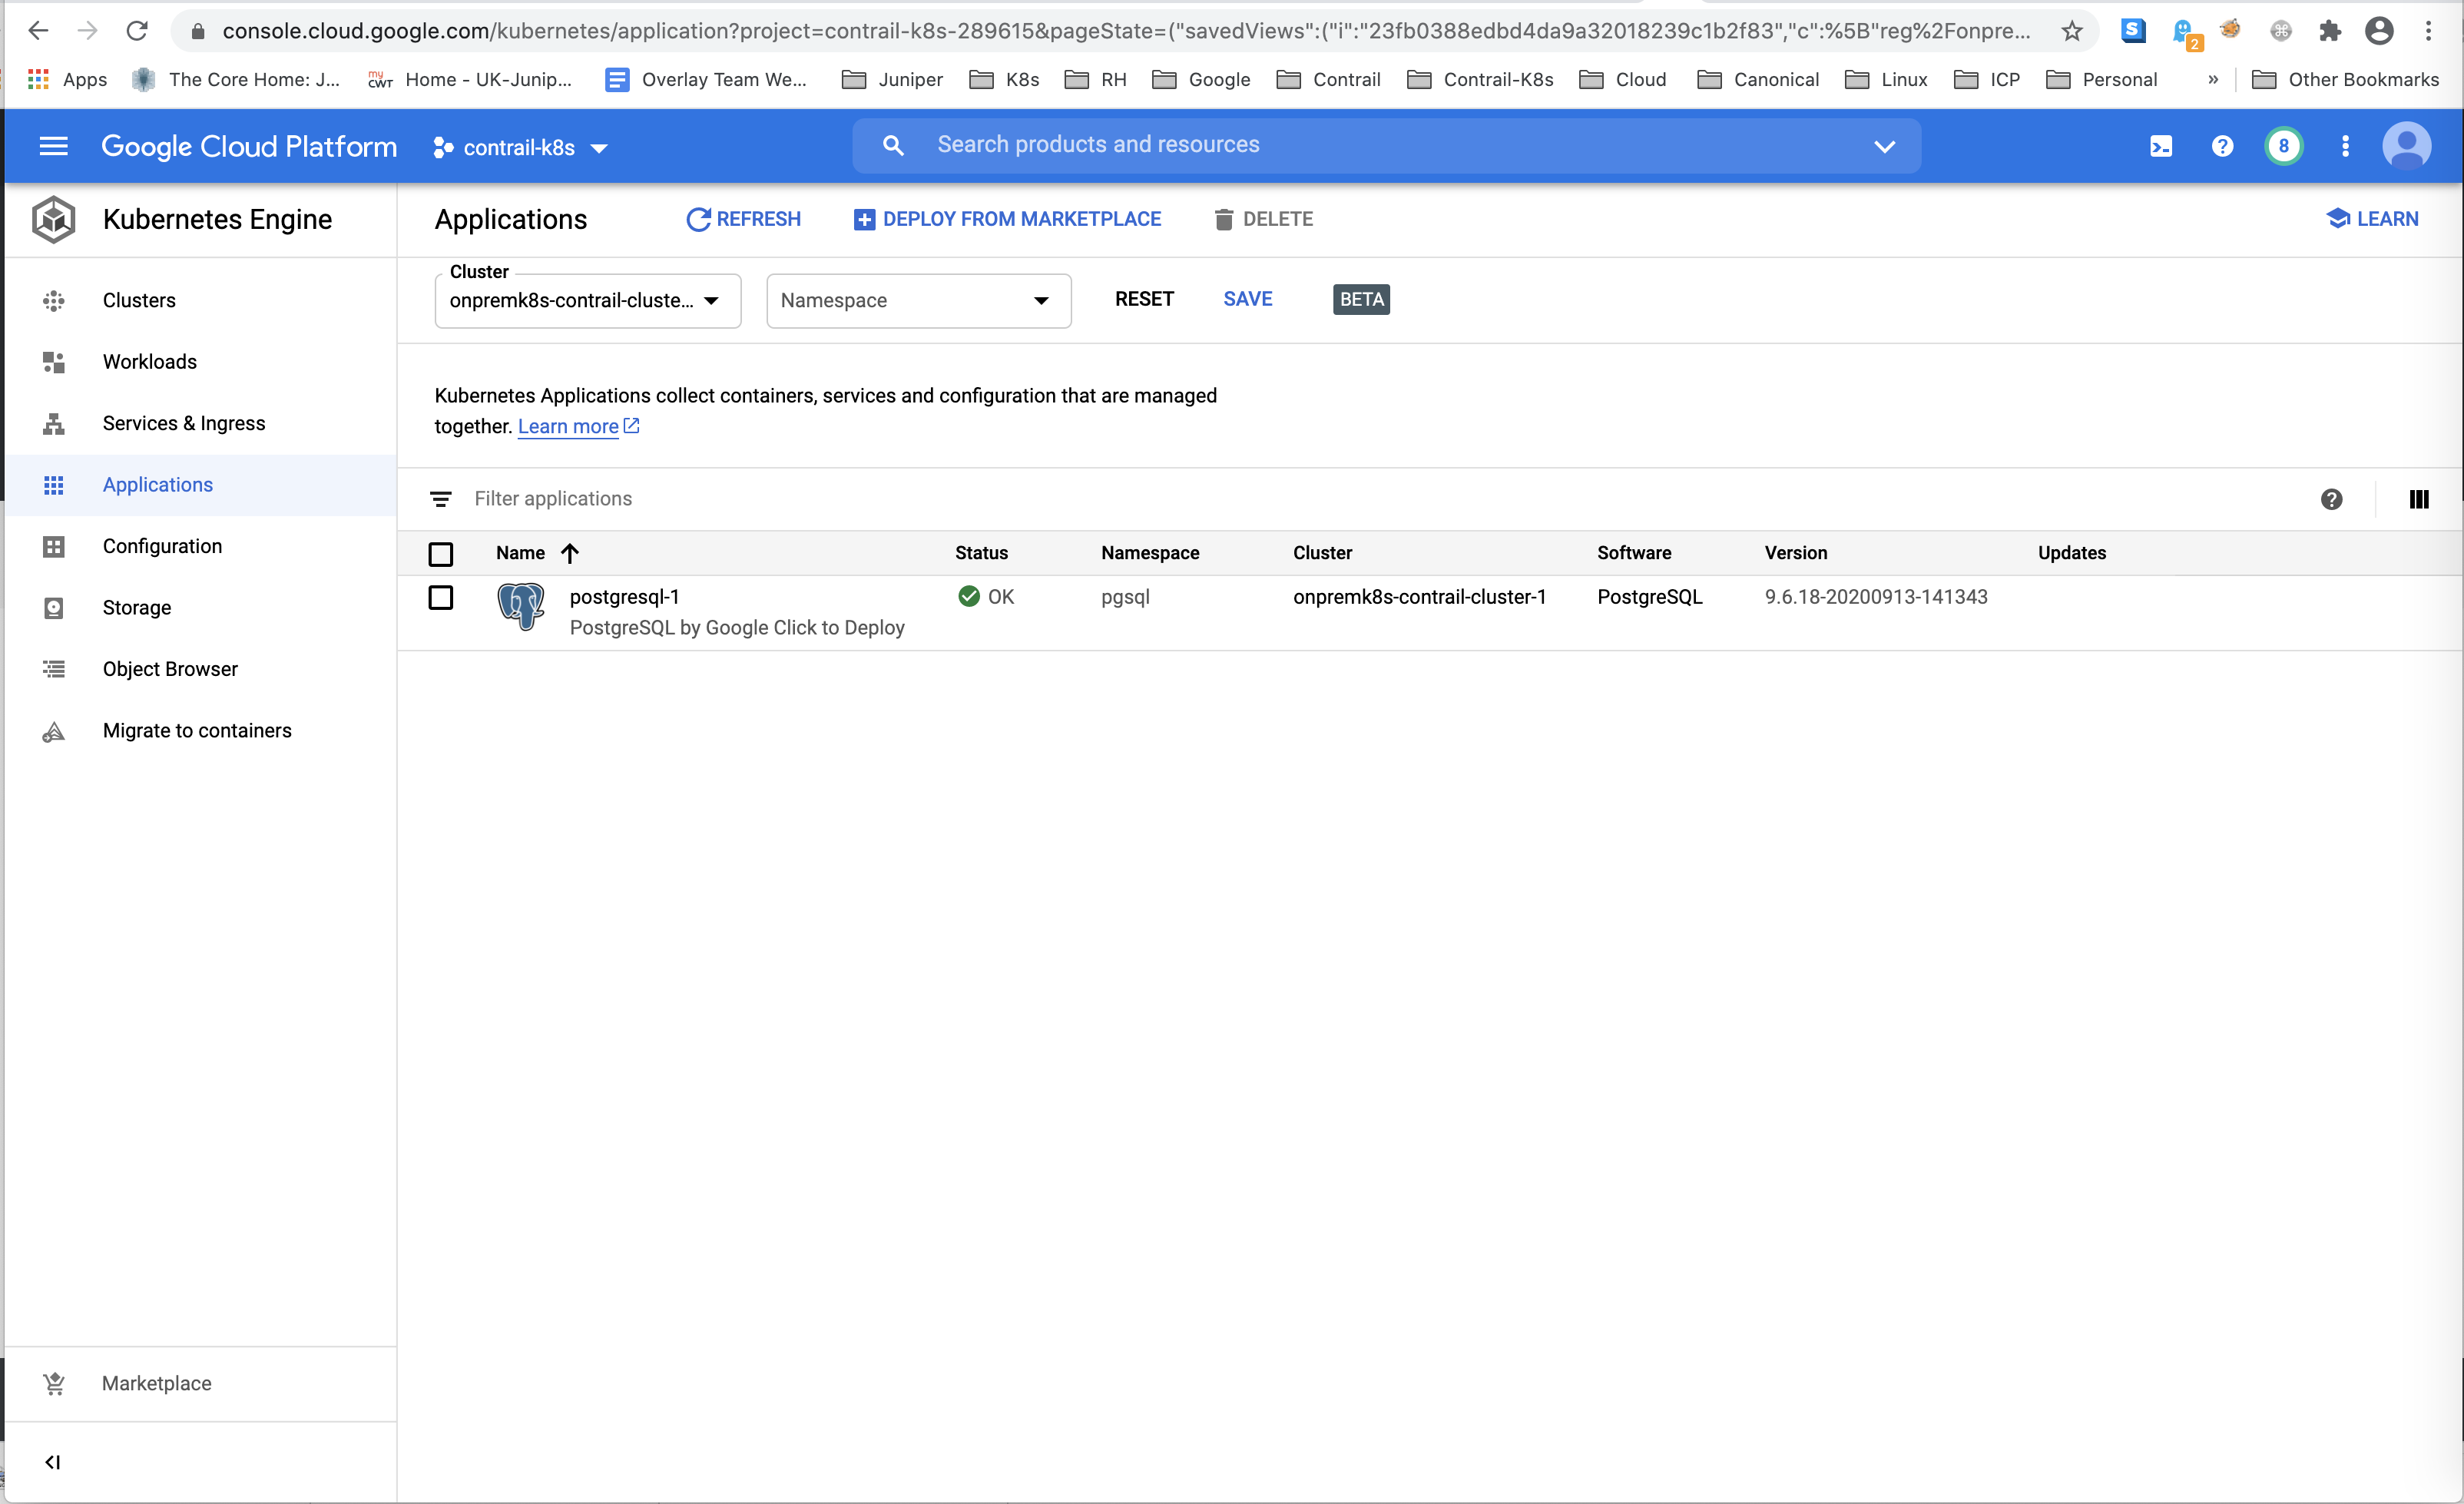 console.cloud.google.com/kubernetes/application?project=contrail-k8s-289615&pageState=("savedViews":("i":"23fb0388edbd4da9a32018239c1b2f83","c":%5B"reg%2Fonpre...
2
Apps The Core Home: J... my CWT Home - UK-Junip... Overlay Team We... Juniper K8s RH Google Contrail Contrail-K8s Cloud Canonical Linux ICP Personal » Other Bookmarks
Google Cloud Platform contrail-k8s Search products and resources 8
Kubernetes Engine
Applications REFRESH DEPLOY FROM MARKETPLACE DELETE LEARN
Clusters
Workloads
Services & Ingress
Applications
Configuration
Storage
Object Browser
Migrate to containers
Marketplace
Cluster
onpremk8s-contrail-cluste... Namespace RESET SAVE BETA
Kubernetes Applications collect containers, services and configuration that are managed
together. Learn more
Filter applications
Name Status Namespace Cluster Software Version Updates
postgresql-1 OK pgsql onpremk8s-contrail-cluster-1 PostgreSQL 9.6.18-20200913-141343
PostgreSQL by Google Click to Deploy